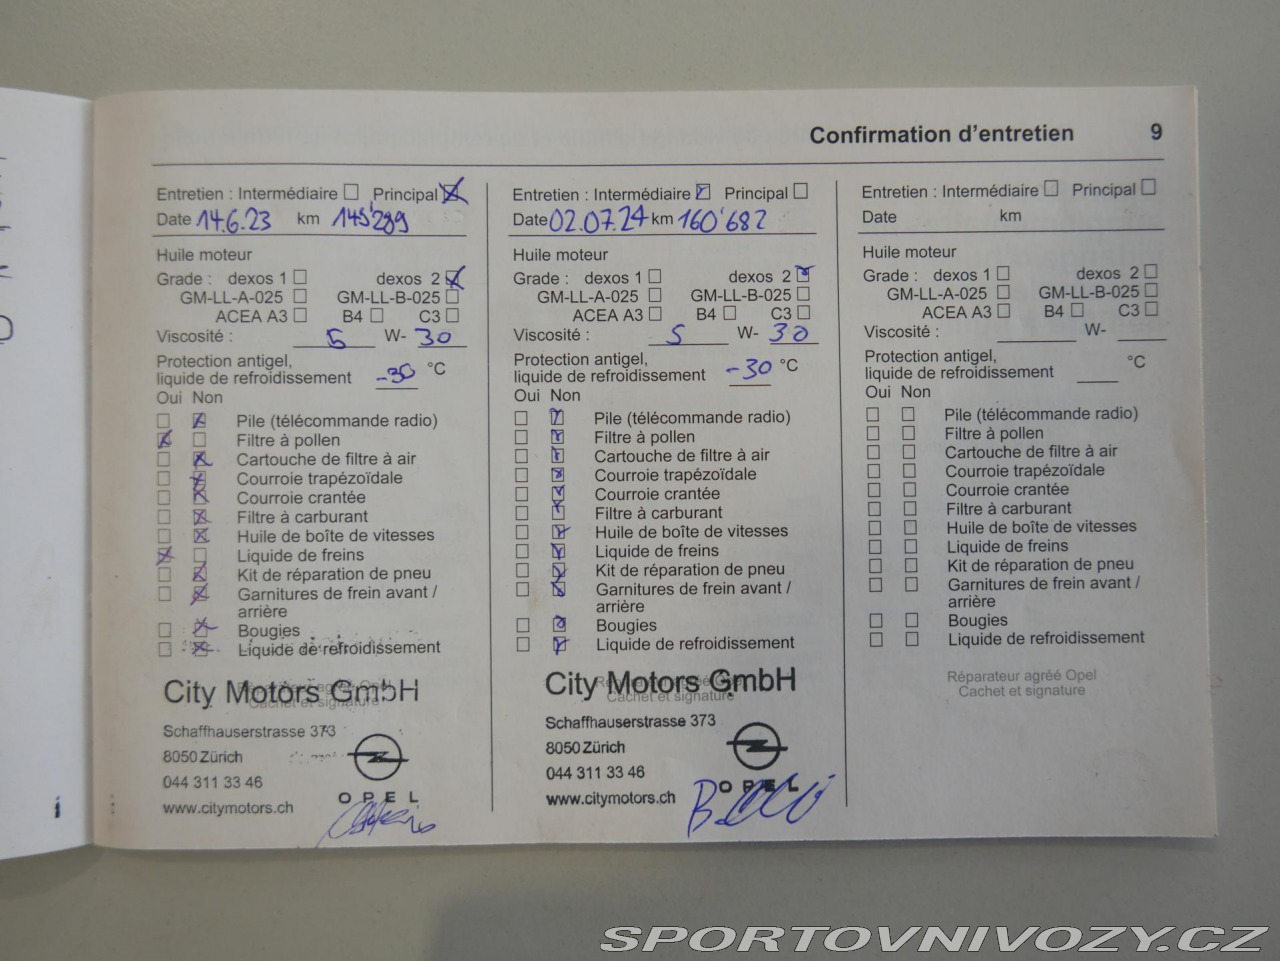 Confirmation d'entretien 9
Entretien : Intermédiaire Principal
Date 14.6.23 km 145'289
Huile moteur
Grade : dexos 1 dexos 2
GM-LL-A-025 GM-LL-B-025
ACEA A3 B4 C3
Viscosité : 5 W- 30
Protection antigel,
liquide de refroidissement -30 °C
Oui Non
Pile (télécommande radio)
Filtre à pollen
Cartouche de filtre à air
Courroie trapézoïdale
Courroie crantée
Filtre à carburant
Huile de boîte de vitesses
Liquide de freins
Kit de réparation de pneu
Garnitures de frein avant /
arrière
Bougies
Liquide de refroidissement
Réparateur agréé Opel
City Motors GmbH
Cachet et signature
Schaffhauserstrasse 373
8050 Zürich
044 311 33 46
OPEL
www.citymotors.ch
Entretien : Intermédiaire Principal
Date 02.07.24 km 160'682
Huile moteur
Grade : dexos 1 dexos 2
GM-LL-A-025 GM-LL-B-025
ACEA A3 B4 C3
Viscosité : 5 W- 30
Protection antigel,
liquide de refroidissement -30 °C
Oui Non
Pile (télécommande radio)
Filtre à pollen
Cartouche de filtre à air
Courroie trapézoïdale
Courroie crantée
Filtre à carburant
Huile de boîte de vitesses
Liquide de freins
Kit de réparation de pneu
Garnitures de frein avant /
arrière
Bougies
Liquide de refroidissement
Réparateur agréé Opel
City Motors GmbH
Cachet et signature
Schaffhauserstrasse 373
8050 Zürich
044 311 33 46
OPEL
www.citymotors.ch
Entretien : Intermédiaire Principal
Date km
Huile moteur
Grade : dexos 1 dexos 2
GM-LL-A-025 GM-LL-B-025
ACEA A3 B4 C3
Viscosité : W-
Protection antigel,
liquide de refroidissement °C
Oui Non
Pile (télécommande radio)
Filtre à pollen
Cartouche de filtre à air
Courroie trapézoïdale
Courroie crantée
Filtre à carburant
Huile de boîte de vitesses
Liquide de freins
Kit de réparation de pneu
Garnitures de frein avant /
arrière
Bougies
Liquide de refroidissement
Réparateur agréé Opel
Cachet et signature
SPORTOVNIVOZY.CZ